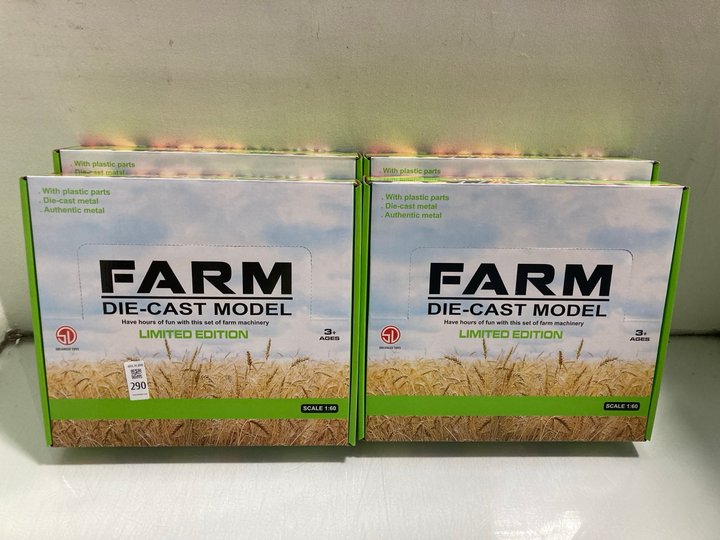 . With plastic parts
. Die-cast metal
. With plastic parts
. With plastic parts
. Die-cast metal
. Authentic metal
FARM
DIE-CAST MODEL
Have hours of fun with this set of farm machinery
LIMITED EDITION
3+
AGES
290
SCALE 1:60
. With plastic parts
. Die-cast metal
. Authentic metal
FARM
DIE-CAST MODEL
Have hours of fun with this set of farm machinery
LIMITED EDITION
3+
AGES
SCALE 1:60